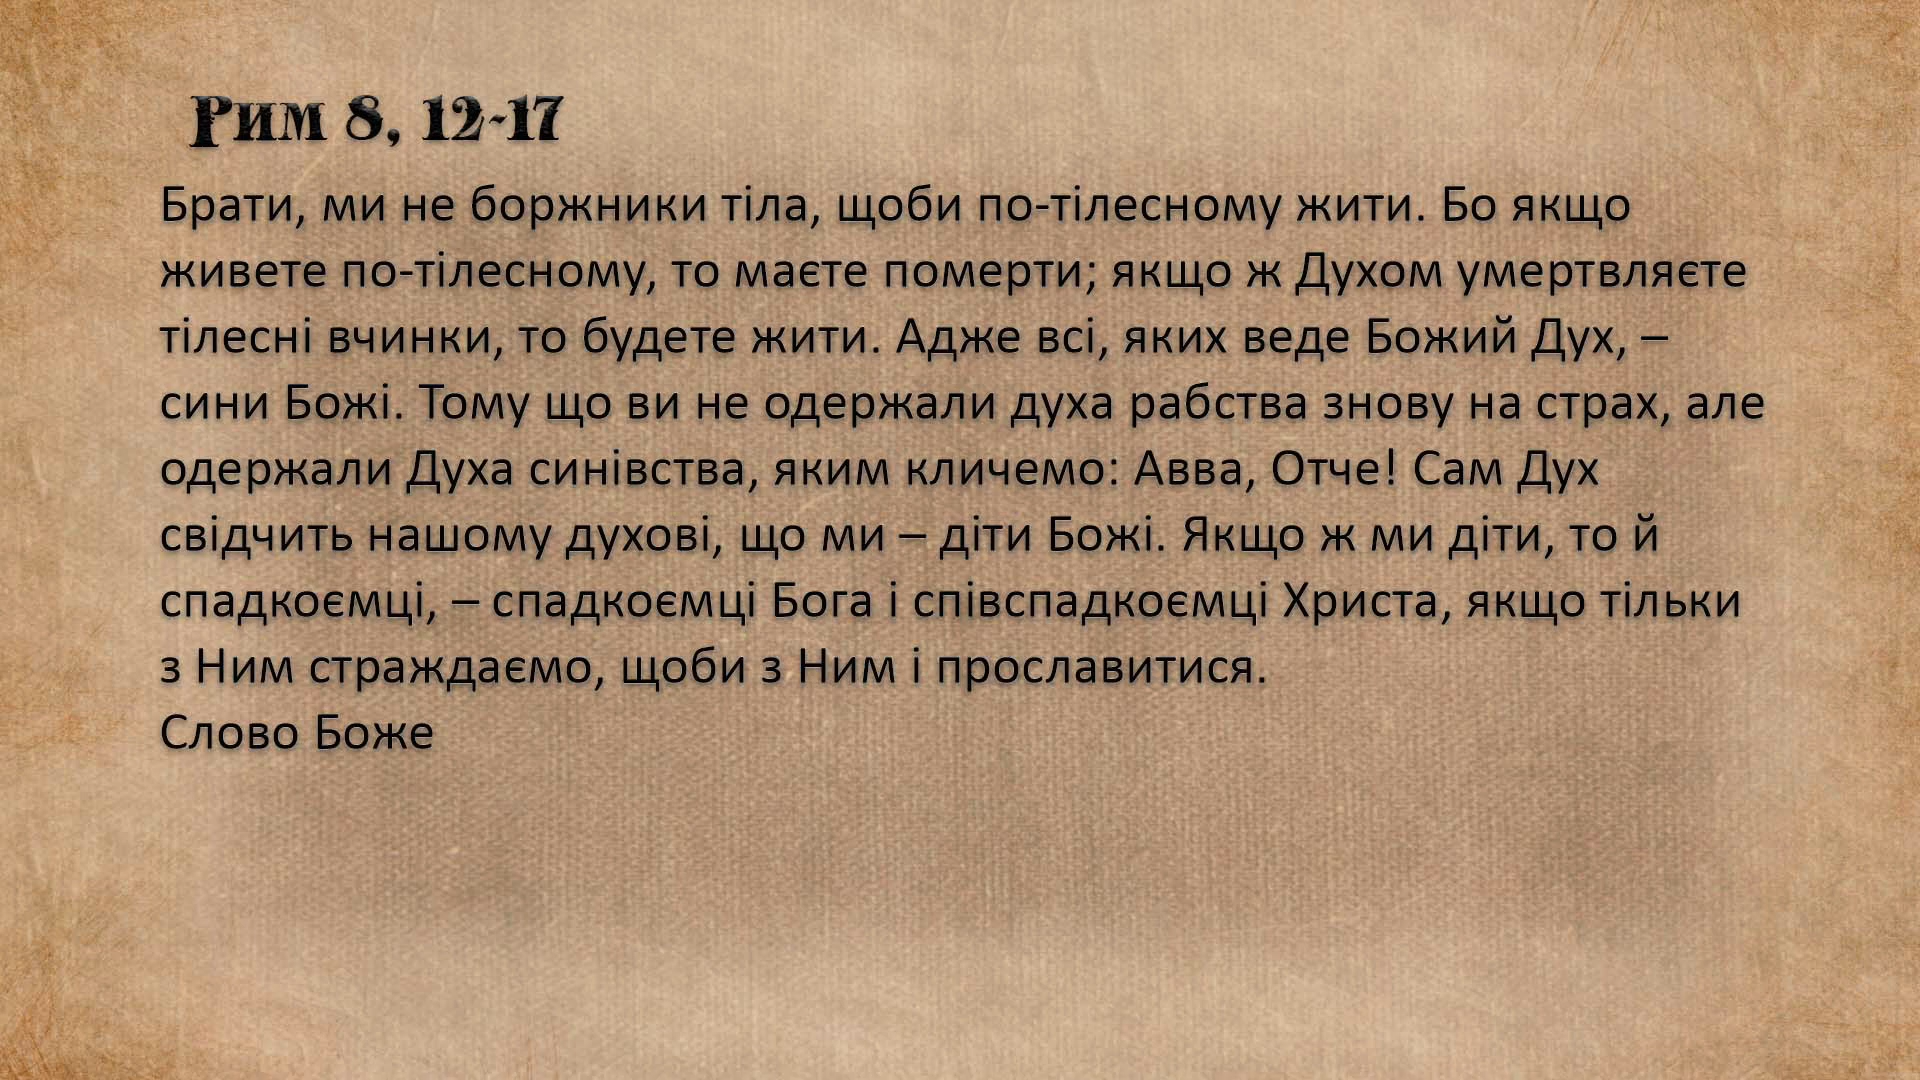 Рим 8, 12-17
Брати, ми не боржники тіла, щоби по-тілесному жити. Бо якщо
живете по-тілесному, то маєте померти; якщо ж Духом умертвляєте
тілесні вчинки, то будете жити. Адже всі, яких веде Божий Дух, –
сини Божі. Тому що ви не одержали духа рабства знову на страх, але
одержали Духа синівства, яким кличемо: Авва, Отче! Сам Дух
свідчить нашому духові, що ми – діти Божі. Якщо ж ми діти, то й
спадкоємці, – спадкоємці Бога і співспадкоємці Христа, якщо тільки
з Ним страждаємо, щоби з Ним і прославитися.
Слово Боже